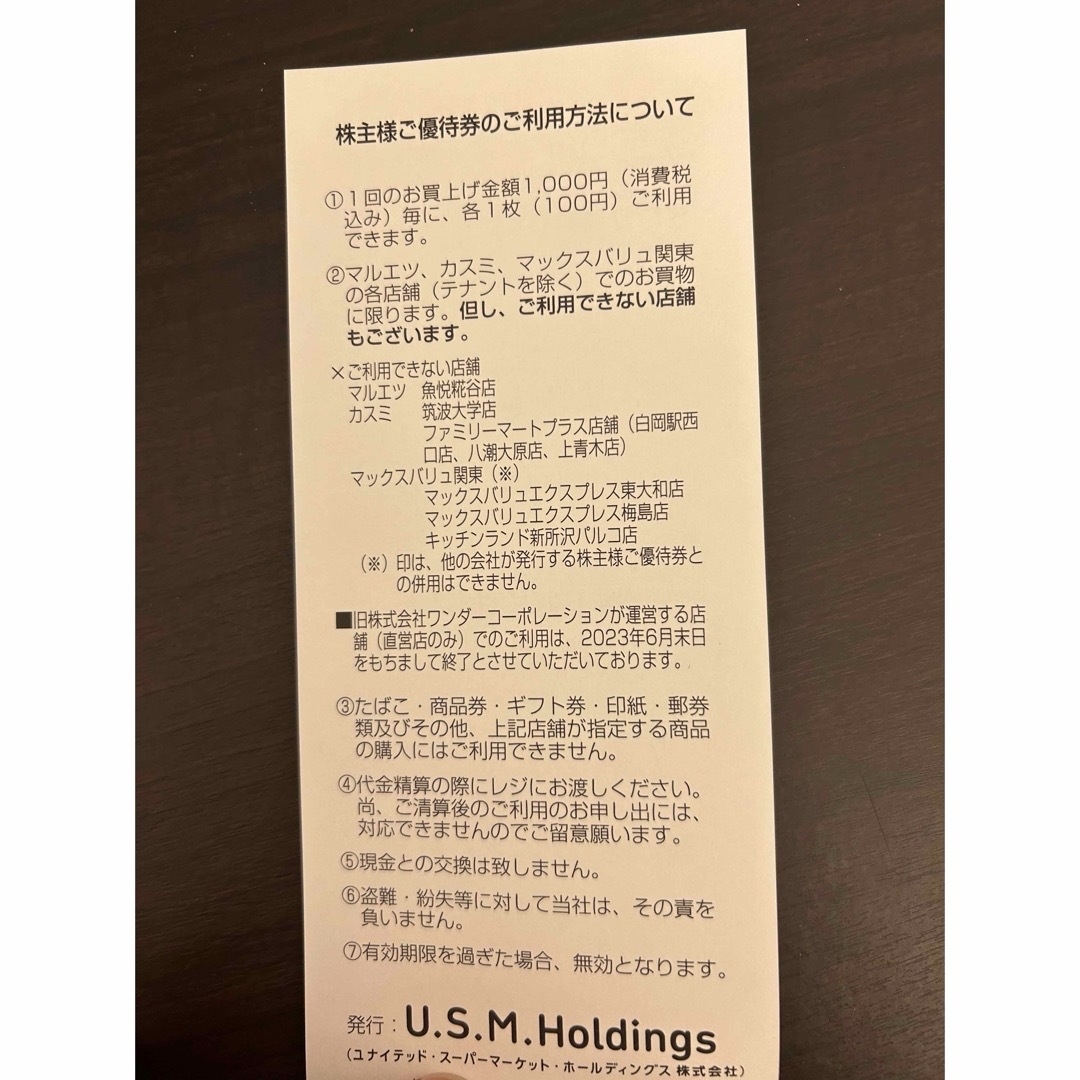 株主様ご優待券のご利用方法について
①1回のお買上げ金額1,000円（消費税
込み）毎に、各1枚（100円）ご利用
できます。
②マルエツ、カスミ、マックスバリュ関東
の各店舗（テナントを除く）でのお買物
に限ります。但し、ご利用できない店舗
もございます。
×ご利用できない店舗
マルエツ 魚悦糀谷店
カスミ 筑波大学店
ファミリーマートプラス店舗（白岡駅西
口店、八潮大原店、上青木店）
マックスバリュ関東（※）
マックスバリュエクスプレス東大和店
マックスバリュエクスプレス梅島店
キッチンランド新所沢パルコ店
（※）印は、他の会社が発行する株主様ご優待券と
の併用はできません。
■旧株式会社ワンダーコーポレーションが運営する店
舗（直営店のみ）でのご利用は、2023年6月末日
をもちまして終了とさせていただいております。
③たばこ・商品券・ギフト券・印紙・郵券
類及びその他、上記店舗が指定する商品
の購入にはご利用できません。
④代金精算の際にレジにお渡しください。
尚、ご清算後のご利用のお申し出には、
対応できませんのでご留意願います。
⑤現金との交換は致しません。
⑥盗難・紛失等に対して当社は、その責を
負いません。
⑦有効期限を過ぎた場合、無効となります。
発行：U.S.M.Holdings
（ユナイテッド・スーパーマーケット・ホールディングス 株式会社）